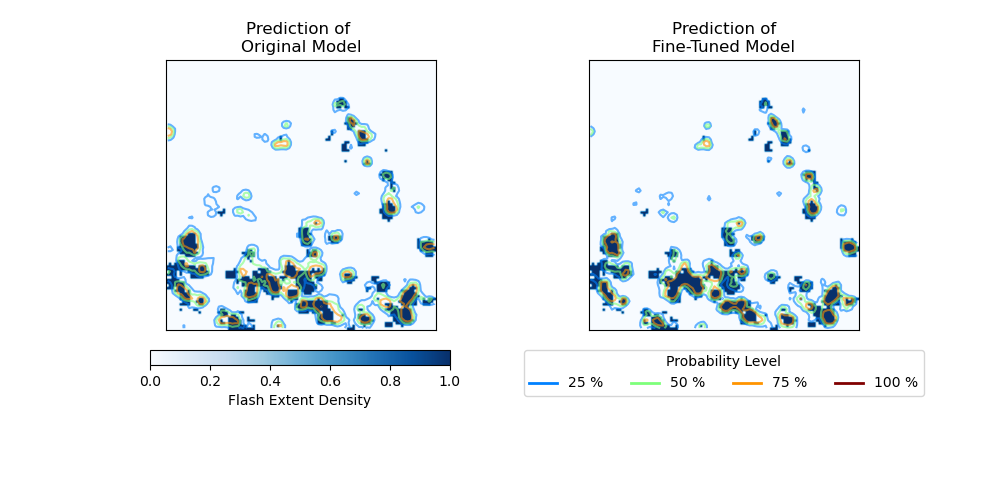 Prediction of
Original Model
Prediction of
Fine-Tuned Model
0.0 0.2 0.4 0.6 0.8 1.0
Flash Extent Density
Probability Level
25 % 50 % 75 % 100 %